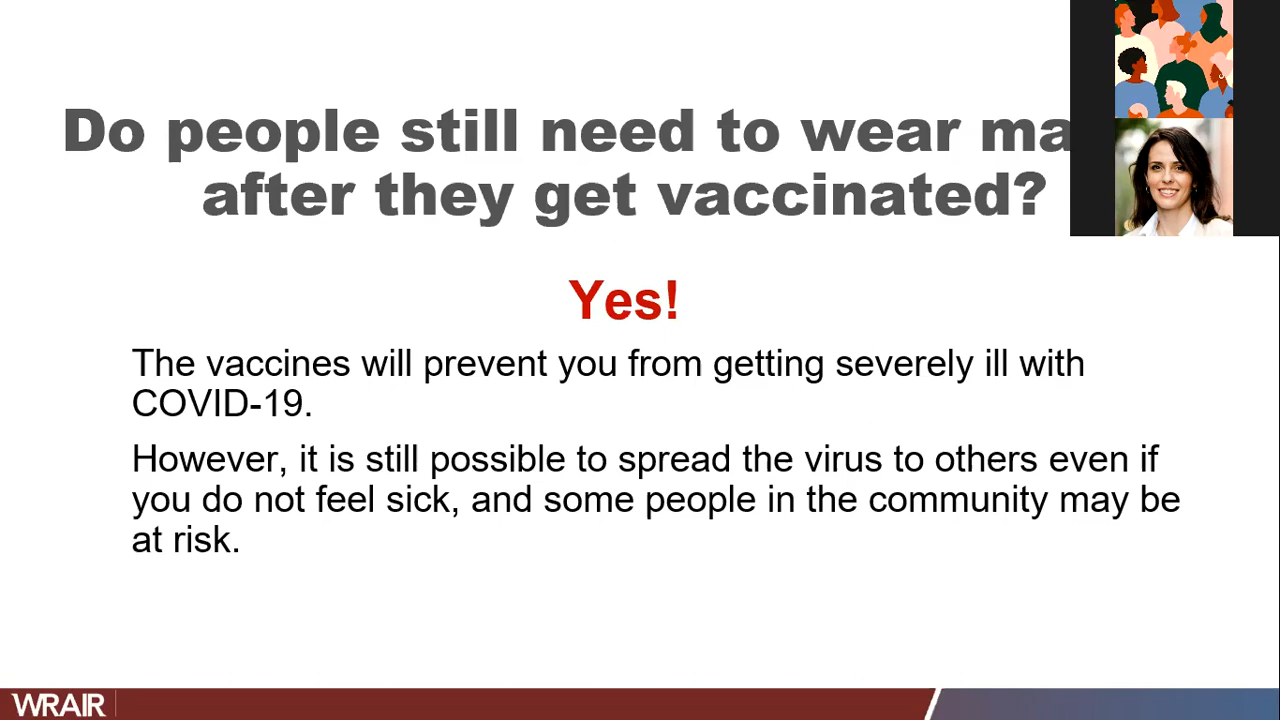 Do people still need to wear ma
after they get vaccinated?
Yes!
The vaccines will prevent you from getting severely ill with
COVID-19.
However, it is still possible to spread the virus to others even if
you do not feel sick, and some people in the community may be
at risk.
WRAIR